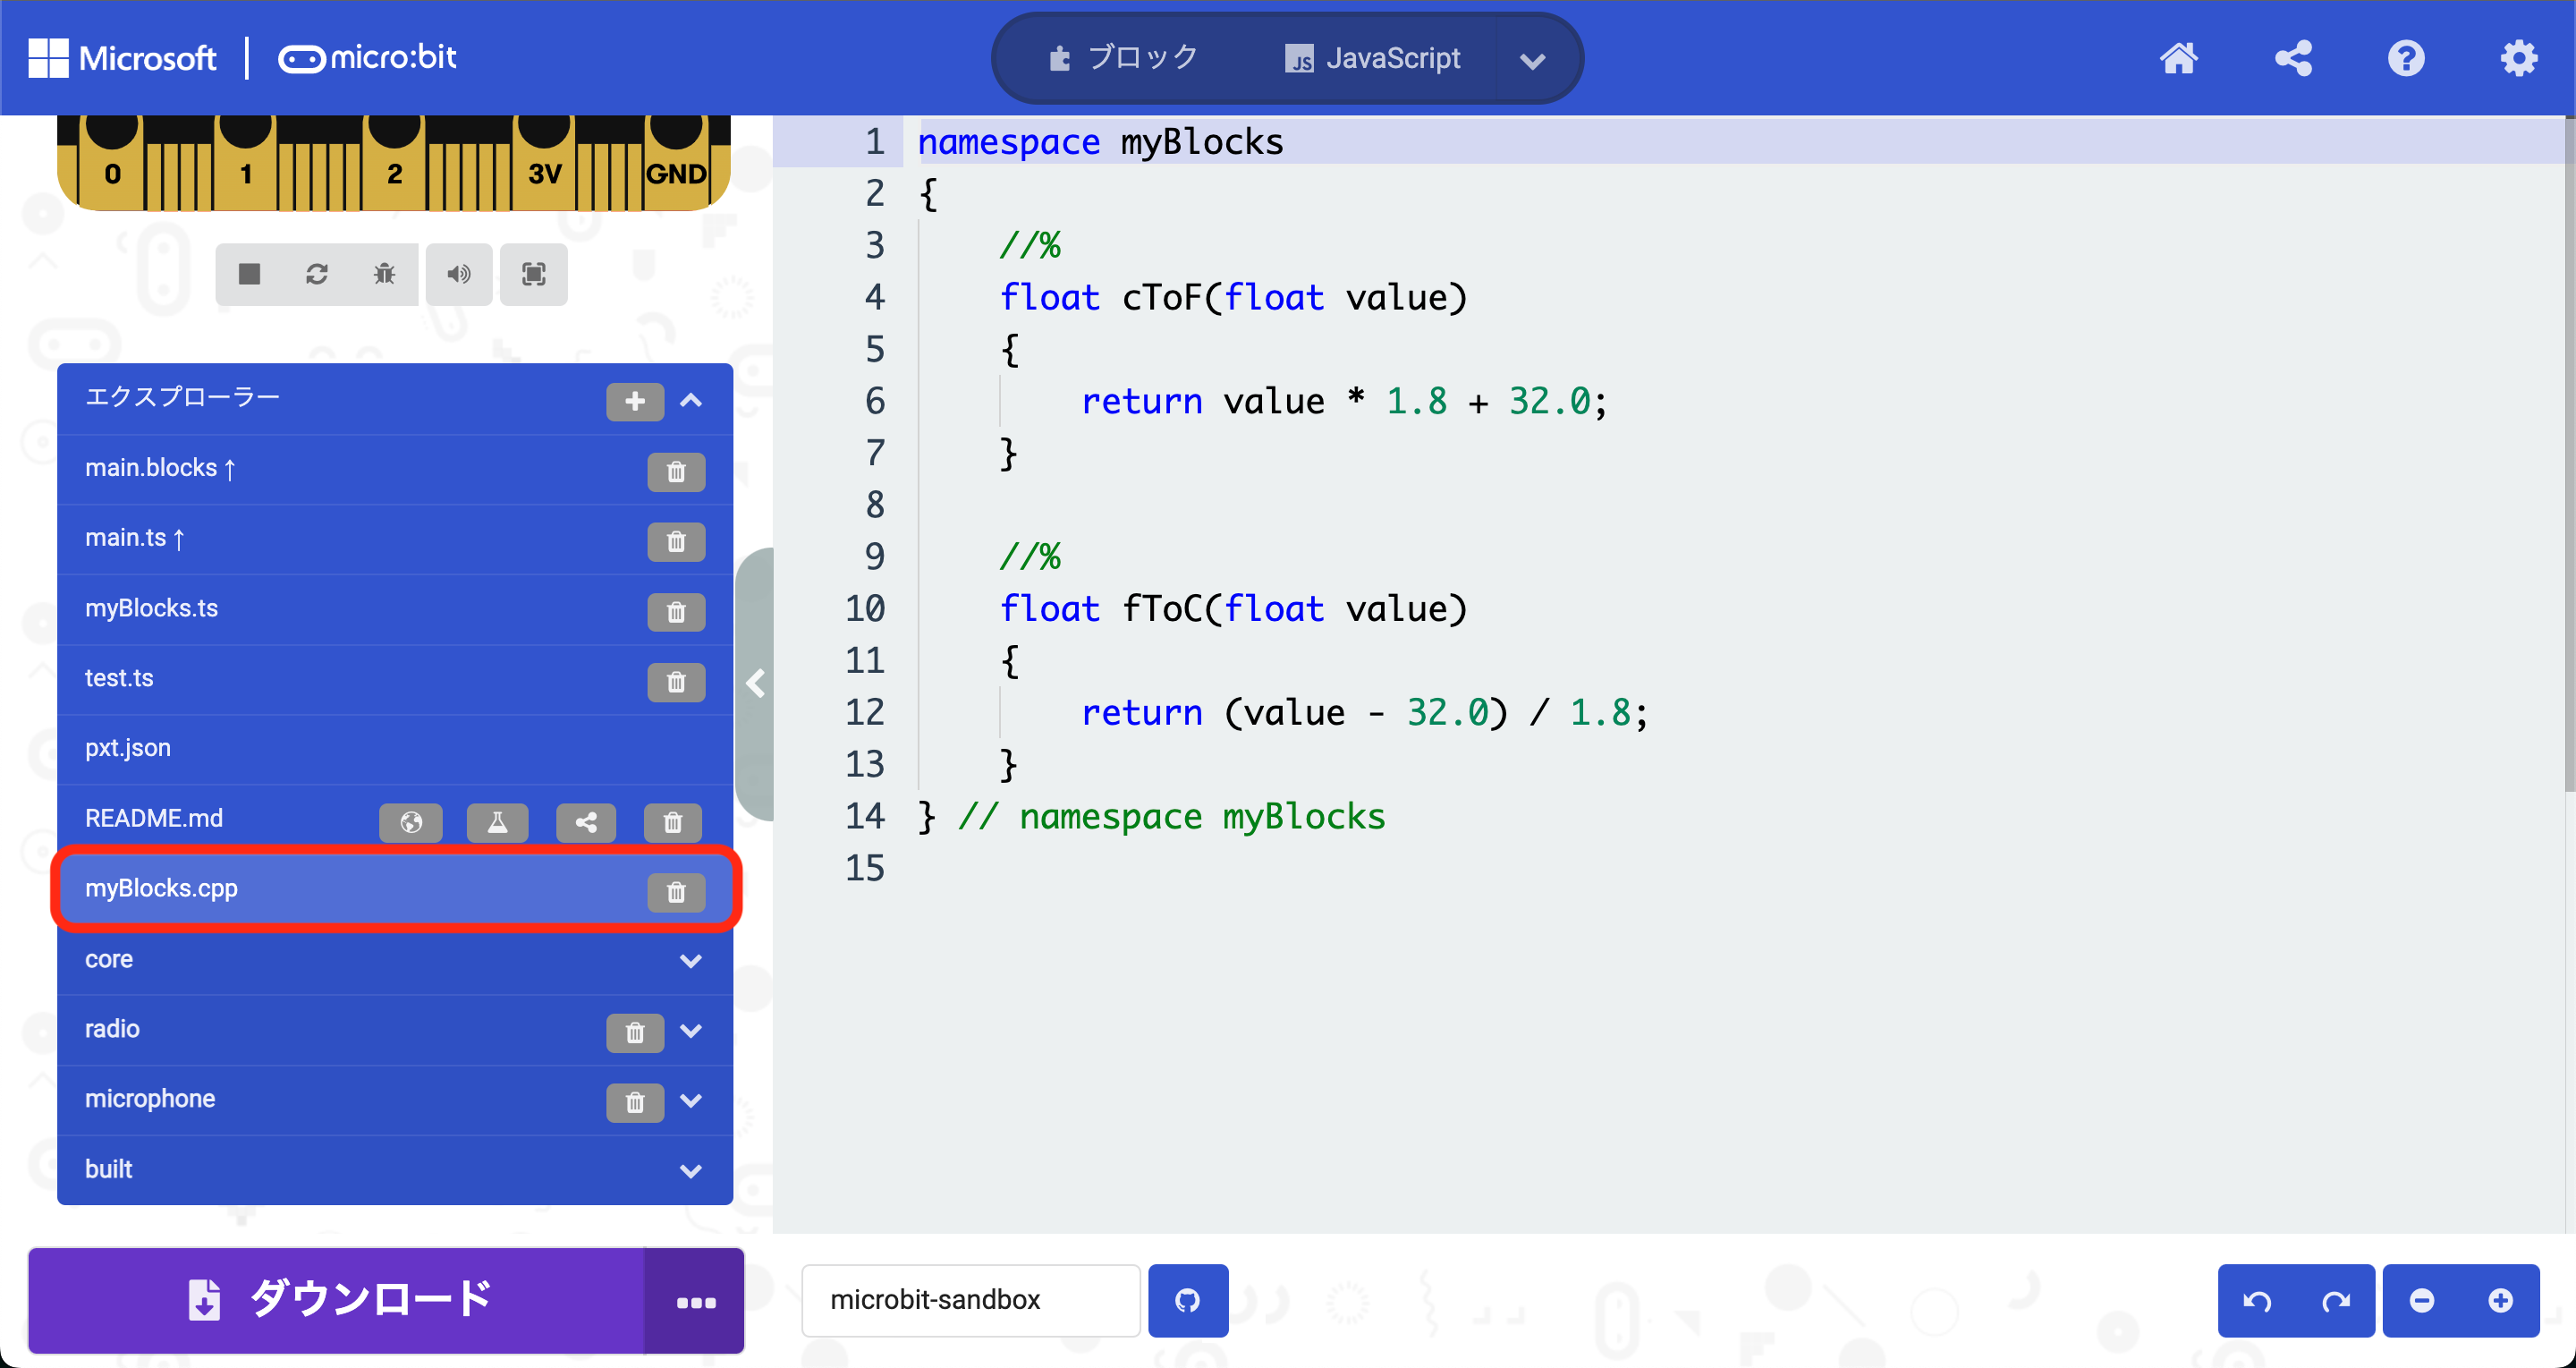 Microsoft | micro:bit
ブロック
JavaScript
0 1 2 3V GND
エクスプローラー
main.blocks ↑
main.ts ↑
myBlocks.ts
test.ts
pxt.json
README.md
myBlocks.cpp
core
radio
microphone
built
ダウンロード
1 namespace myBlocks
2 {
3     //%
4     float cToF(float value)
5     {
6         return value * 1.8 + 32.0;
7     }
8
9     //%
10     float fToC(float value)
11     {
12         return (value - 32.0) / 1.8;
13     }
14 } // namespace myBlocks
15
microbit-sandbox